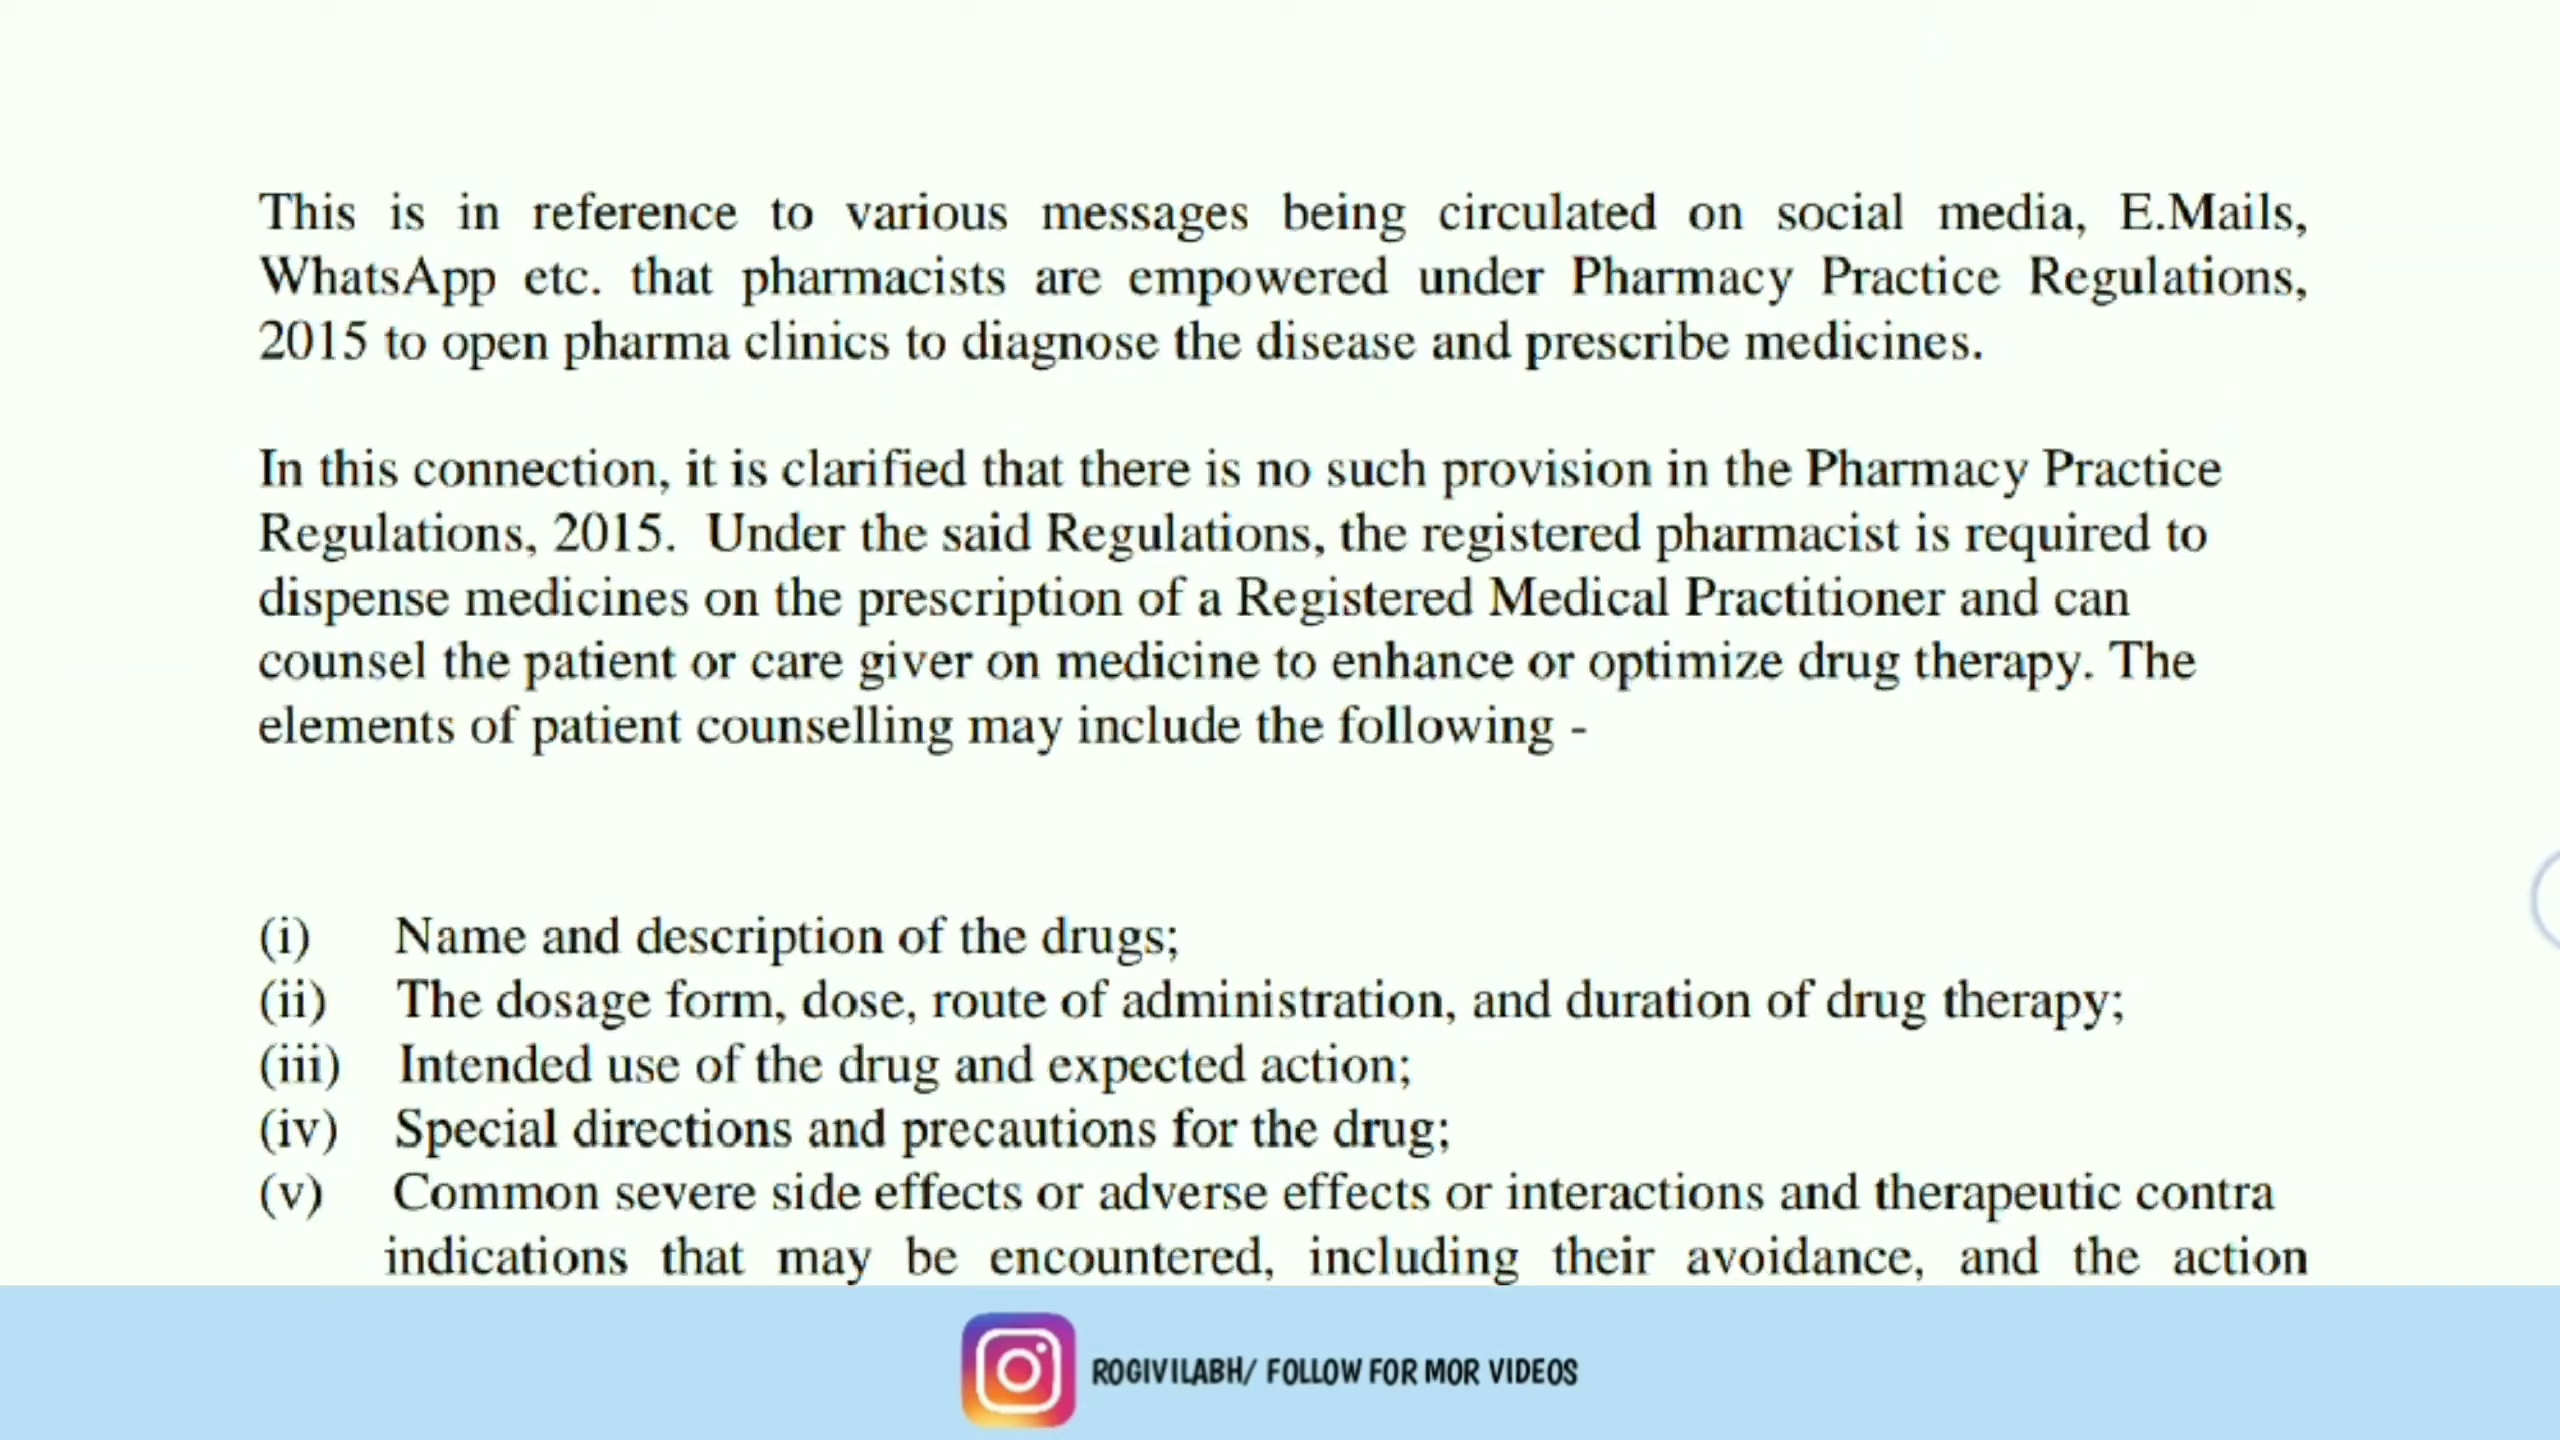 This is in reference to various messages being circulated on social media, E.Mails,
WhatsApp etc. that pharmacists are empowered under Pharmacy Practice Regulations,
2015 to open pharma clinics to diagnose the disease and prescribe medicines.
In this connection, it is clarified that there is no such provision in the Pharmacy Practice
Regulations, 2015. Under the said Regulations, the registered pharmacist is required to
dispense medicines on the prescription of a Registered Medical Practitioner and can
counsel the patient or care giver on medicine to enhance or optimize drug therapy. The
elements of patient counselling may include the following -
(i) Name and description of the drugs;
(ii) The dosage form, dose, route of administration, and duration of drug therapy;
(iii) Intended use of the drug and expected action;
(iv) Special directions and precautions for the drug;
(v) Common severe side effects or adverse effects or interactions and therapeutic contra
indications that may be encountered, including their avoidance, and the action
ROGIVILABH/ FOLLOW FOR MOR VIDEOS